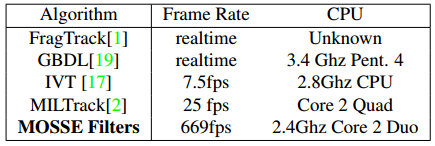 Algorithm Frame Rate CPU
FragTrack[1] realtime Unknown
GBDL[19] realtime 3.4 Ghz Pent. 4
IVT [17] 7.5fps 2.8Ghz CPU
MILTrack[2] 25 fps Core 2 Quad
MOSSE Filters 669fps 2.4Ghz Core 2 Duo